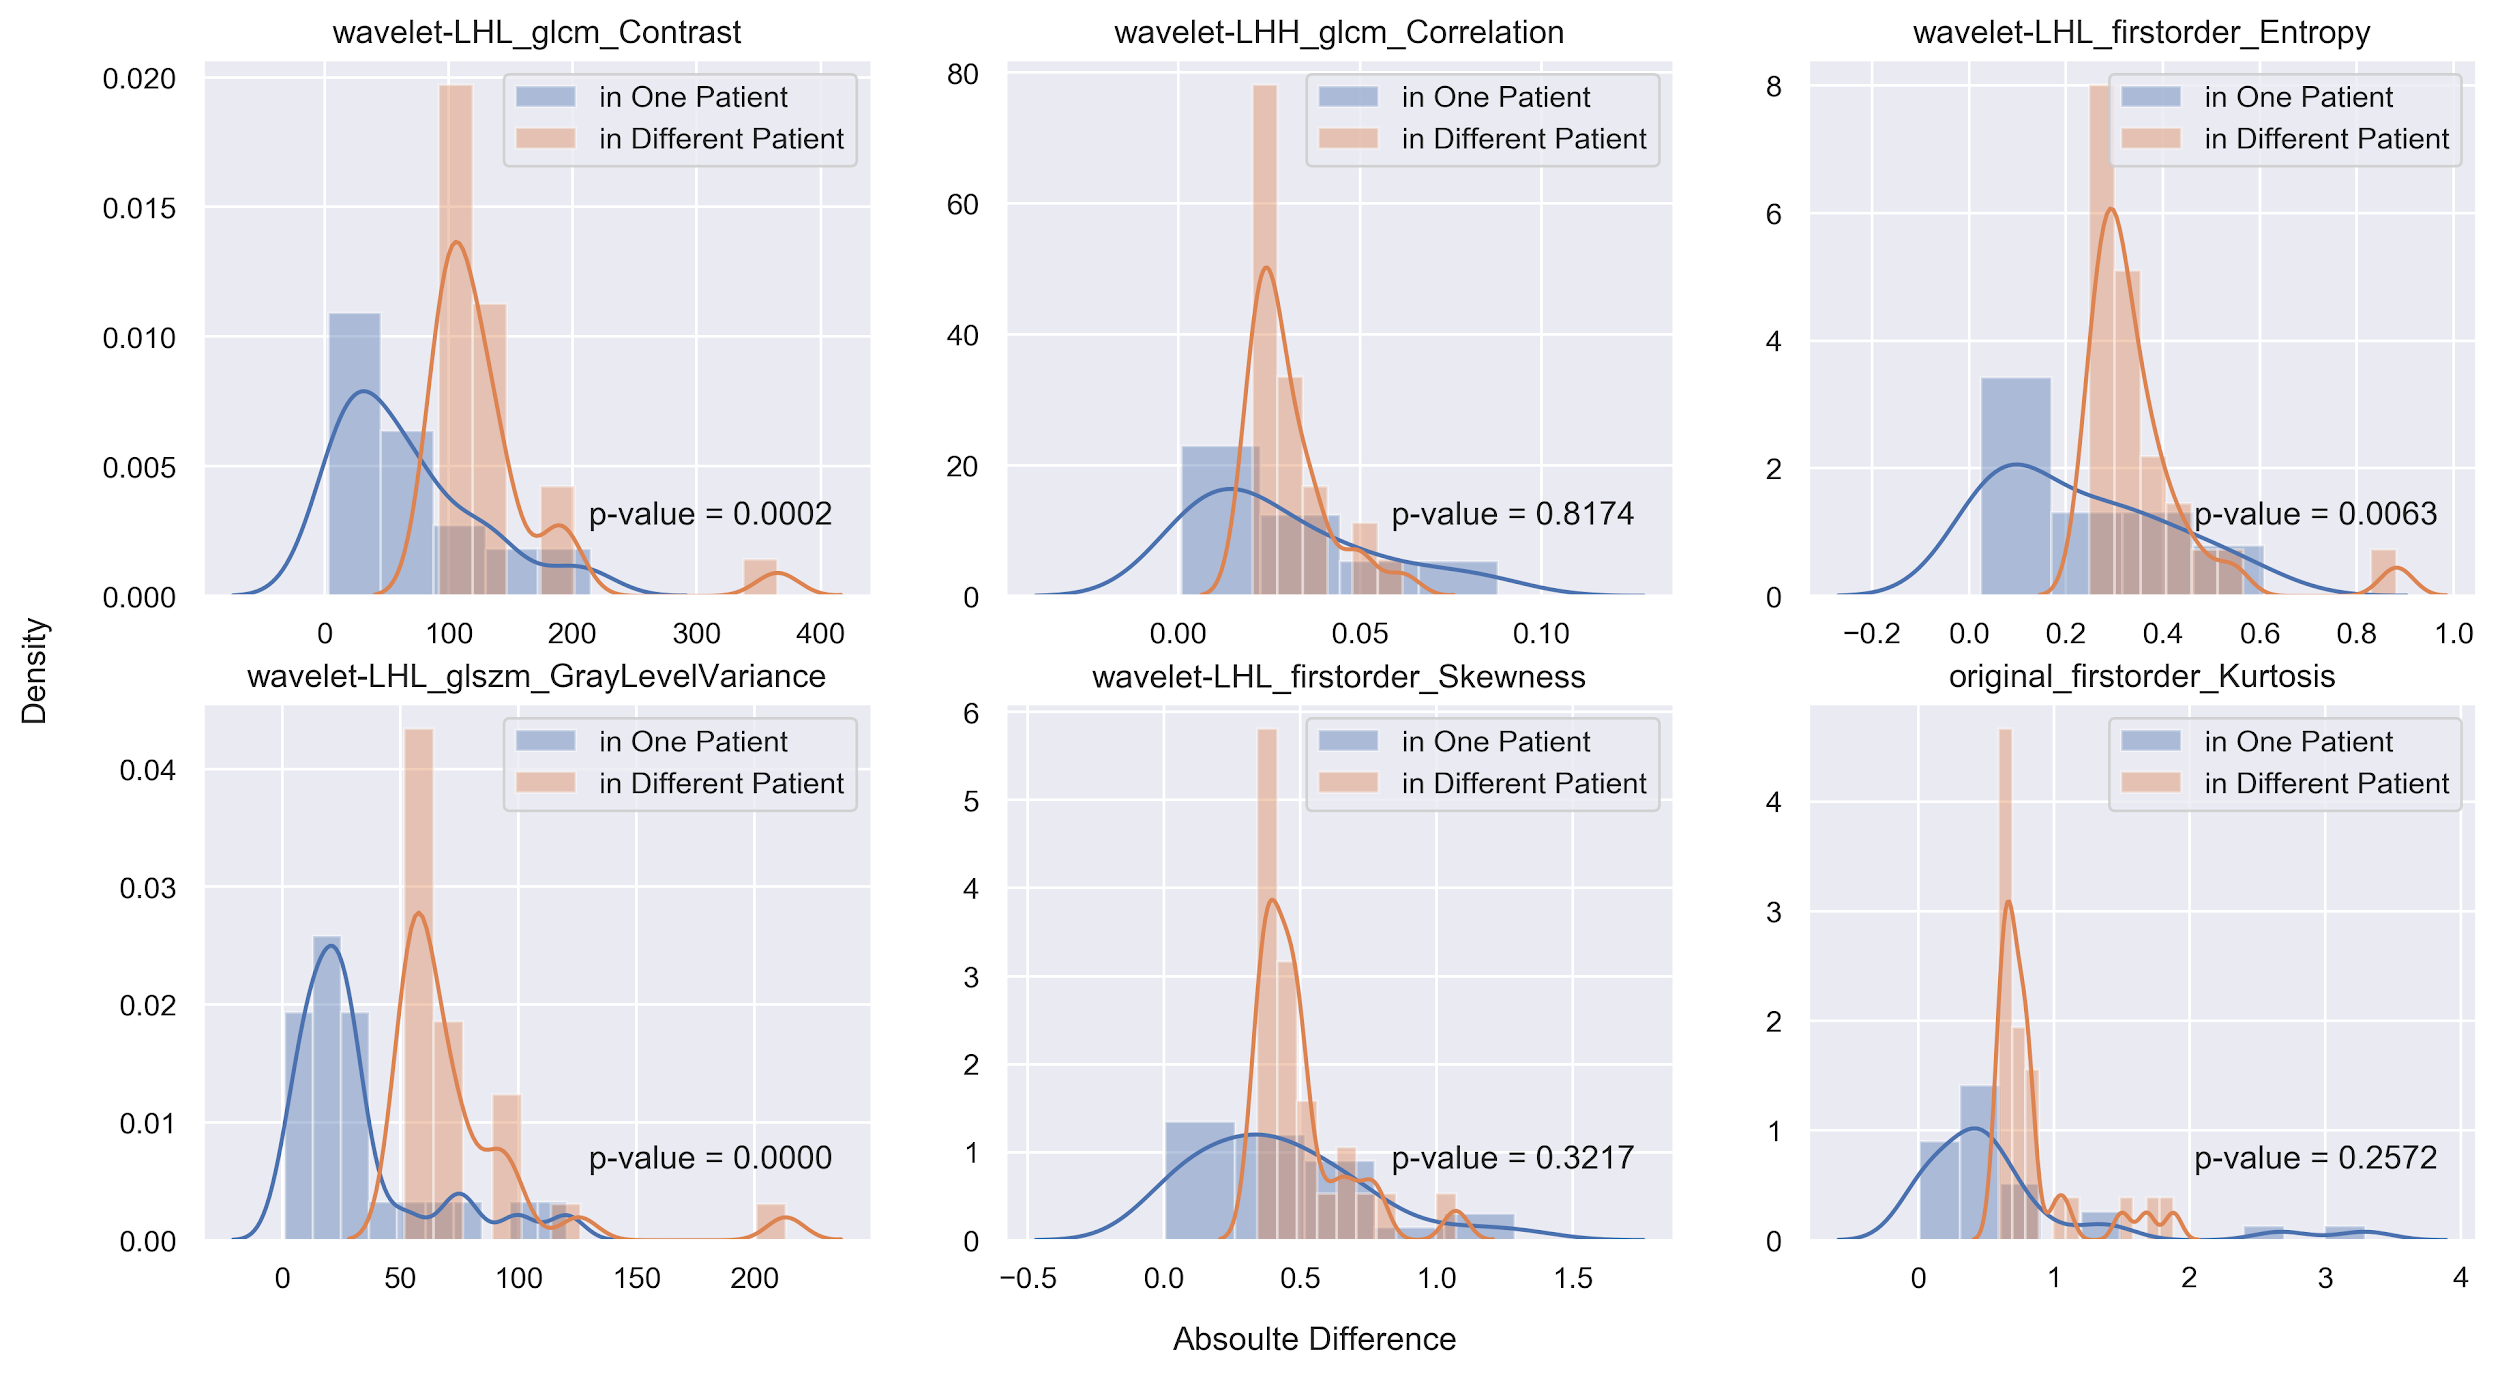 wavelet-LHL_glcm_Contrast
0.020
0.015
0.010
0.005
0.000
in One Patient
in Different Patient
p-value = 0.0002
0 100 200 300 400
wavelet-LHH_glcm_Correlation
80
60
40
20
0
in One Patient
in Different Patient
p-value = 0.8174
0.00 0.05 0.10
wavelet-LHL_firstorder_Entropy
8
6
4
2
0
in One Patient
in Different Patient
p-value = 0.0063
−0.2 0.0 0.2 0.4 0.6 0.8 1.0
Density
wavelet-LHL_glszm_GrayLevelVariance
0.04
0.03
0.02
0.01
0.00
in One Patient
in Different Patient
p-value = 0.0000
0 50 100 150 200
wavelet-LHL_firstorder_Skewness
6
5
4
3
2
1
0
in One Patient
in Different Patient
p-value = 0.3217
−0.5 0.0 0.5 1.0 1.5
original_firstorder_Kurtosis
4
3
2
1
0
in One Patient
in Different Patient
p-value = 0.2572
0 1 2 3 4
Absoulte Difference